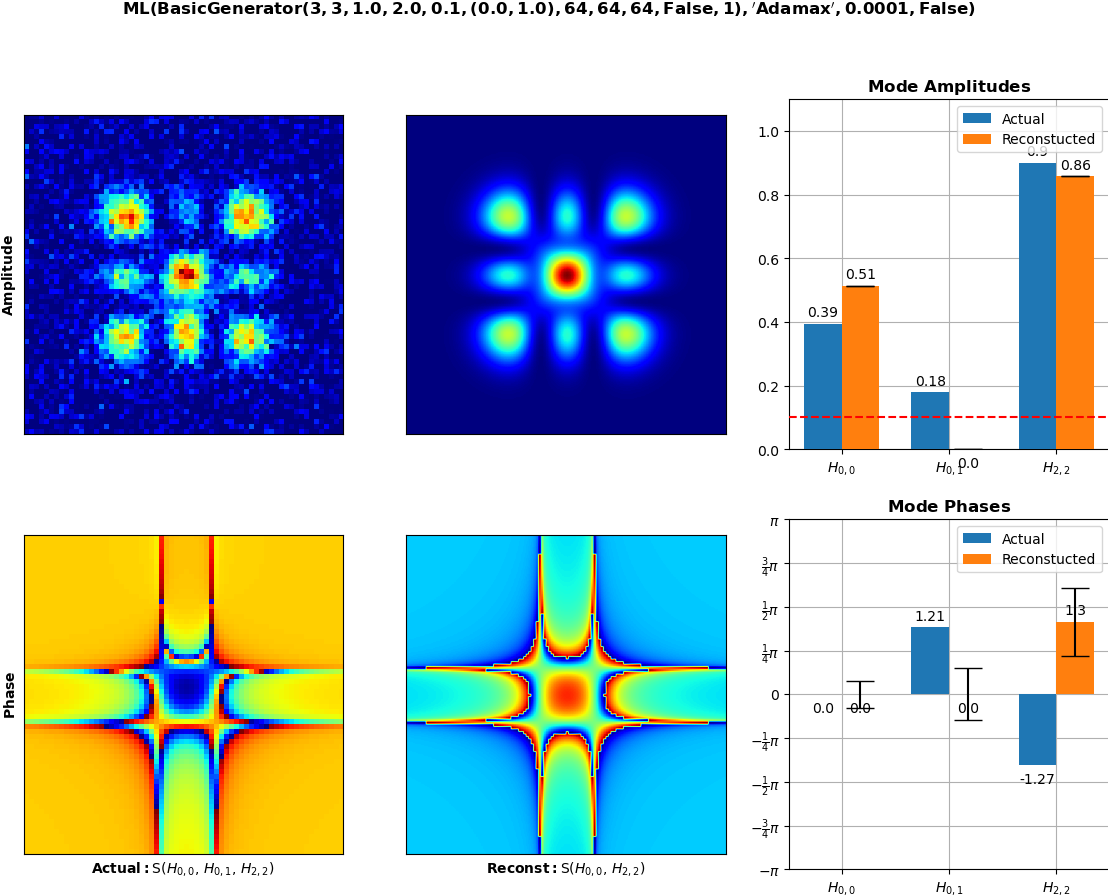 ML(BasicGenerator(3, 3, 1.0, 2.0, 0.1, (0.0, 1.0), 64, 64, 64, False, 1), ′Adamax′, 0.0001, False)
Amplitude
Mode Amplitudes
Actual
Reconstucted
1.0
0.8
0.6
0.4
0.2
0.0
0.39
0.51
0.18
0.0
0.9
0.86
H0,0
H0,1
H2,2
Phase
Actual: S(H0,0, H0,1, H2,2)
Reconst: S(H0,0, H2,2)
Mode Phases
Actual
Reconstucted
π
3/4π
1/2π
1/4π
0
−1/4π
−1/2π
−3/4π
−π
0.0
0.0
1.21
0.0
-1.27
1.3
H0,0
H0,1
H2,2